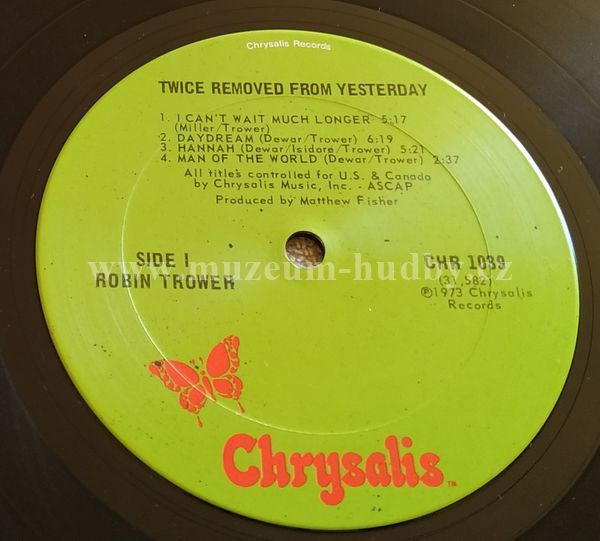 Chrysalis Records
TWICE REMOVED FROM YESTERDAY
1. I CAN'T WAIT MUCH LONGER 5:17
(Miller/Trower)
2. DAYDREAM (Dewar/Trower) 6:19
3. HANNAH (Dewar/Isidore/Trower) 5:21
4. MAN OF THE WORLD (Dewar/Trower) 2:37
All titles controlled for U.S. & Canada
by Chrysalis Music, Inc. - ASCAP
Produced by Matthew Fisher
SIDE I
ROBIN TROWER
CHR 1039
(31,582)
℗1973 Chrysalis
Records
www.muzeum-hudby.cz
Chrysalis™